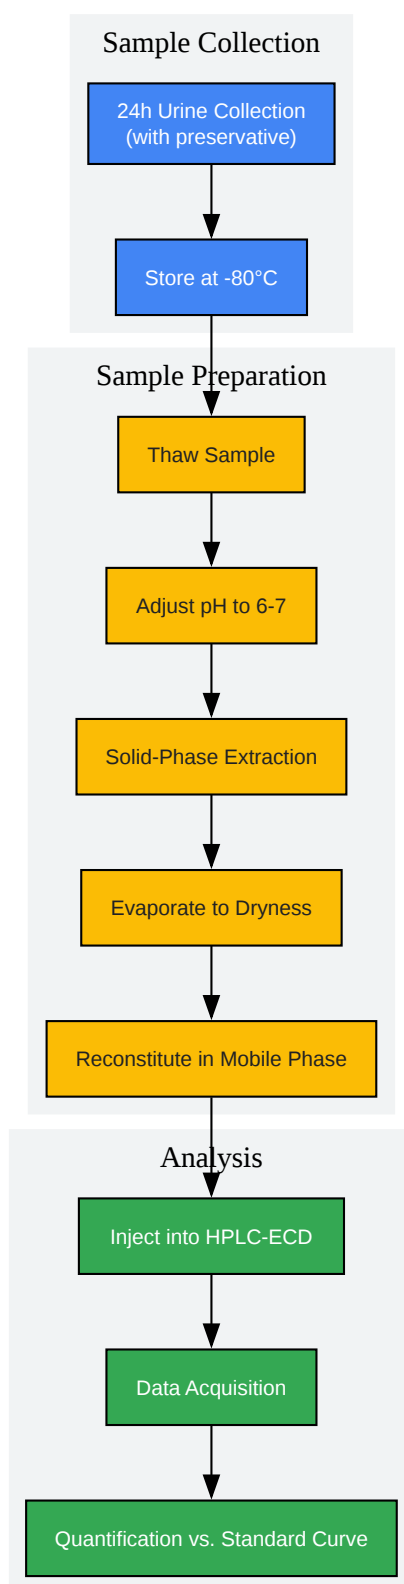 Sample Collection
24h Urine Collection
(with preservative)
Store at -80°C
Sample Preparation
Thaw Sample
Adjust pH to 6-7
Solid-Phase Extraction
Evaporate to Dryness
Reconstitute in Mobile Phase
Analysis
Inject into HPLC-ECD
Data Acquisition
Quantification vs. Standard Curve